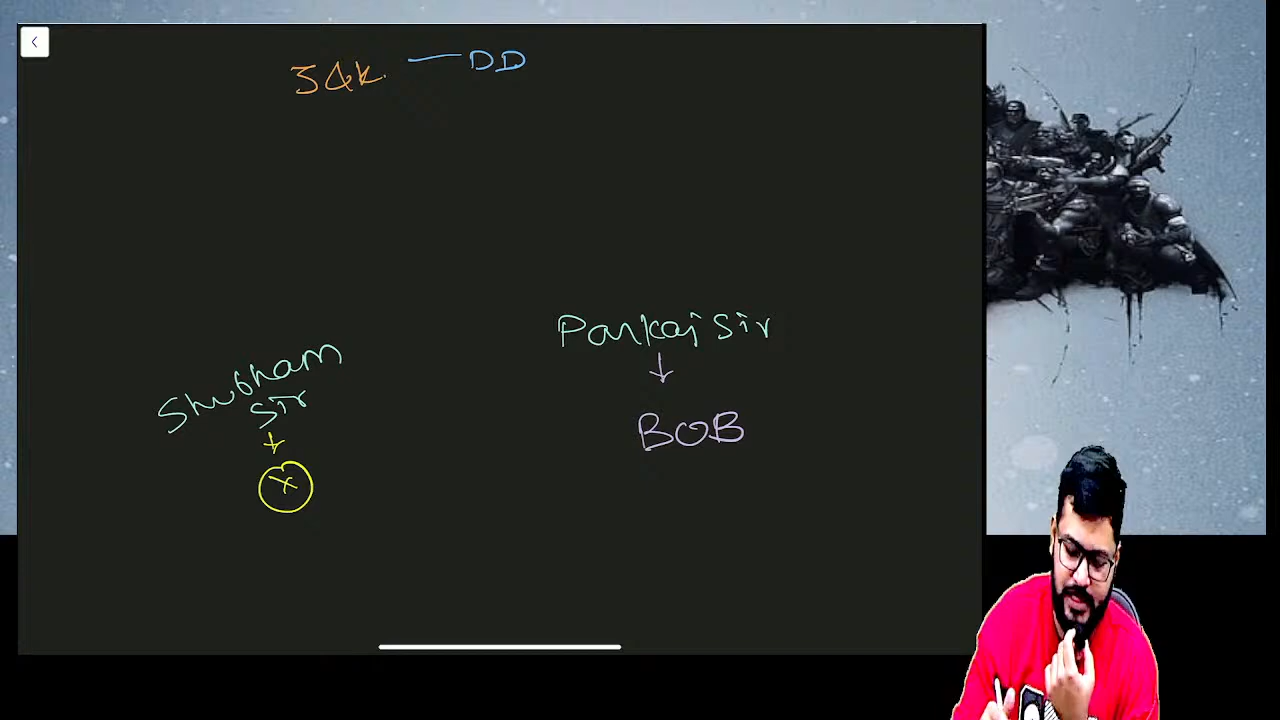 34k. — DD
Pankaj Sir
Shubham
Sir
X
BOB